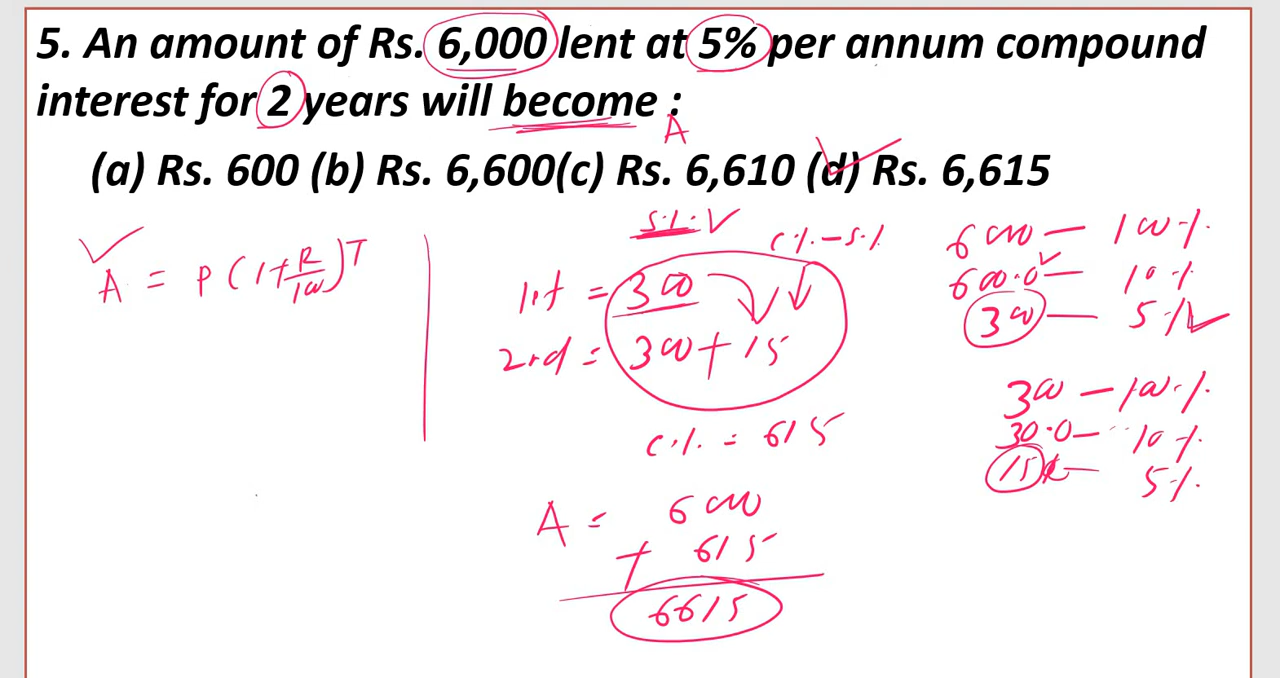 5. An amount of Rs. 6,000 lent at 5% per annum compound
interest for 2 years will become :
A
(a) Rs. 600 (b) Rs. 6,600(c) Rs. 6,610 (d) Rs. 6,615
A = P(1+R/100)T
S.I.
C.I. - S.I.
1st = 300
2nd = 300 + 15
C.I. = 615
A = 6000
+ 615
6615
6000 — 100%
600.0 — 10%
300 — 5%
300 — 100%
30.0 — 10%
15 — 5%